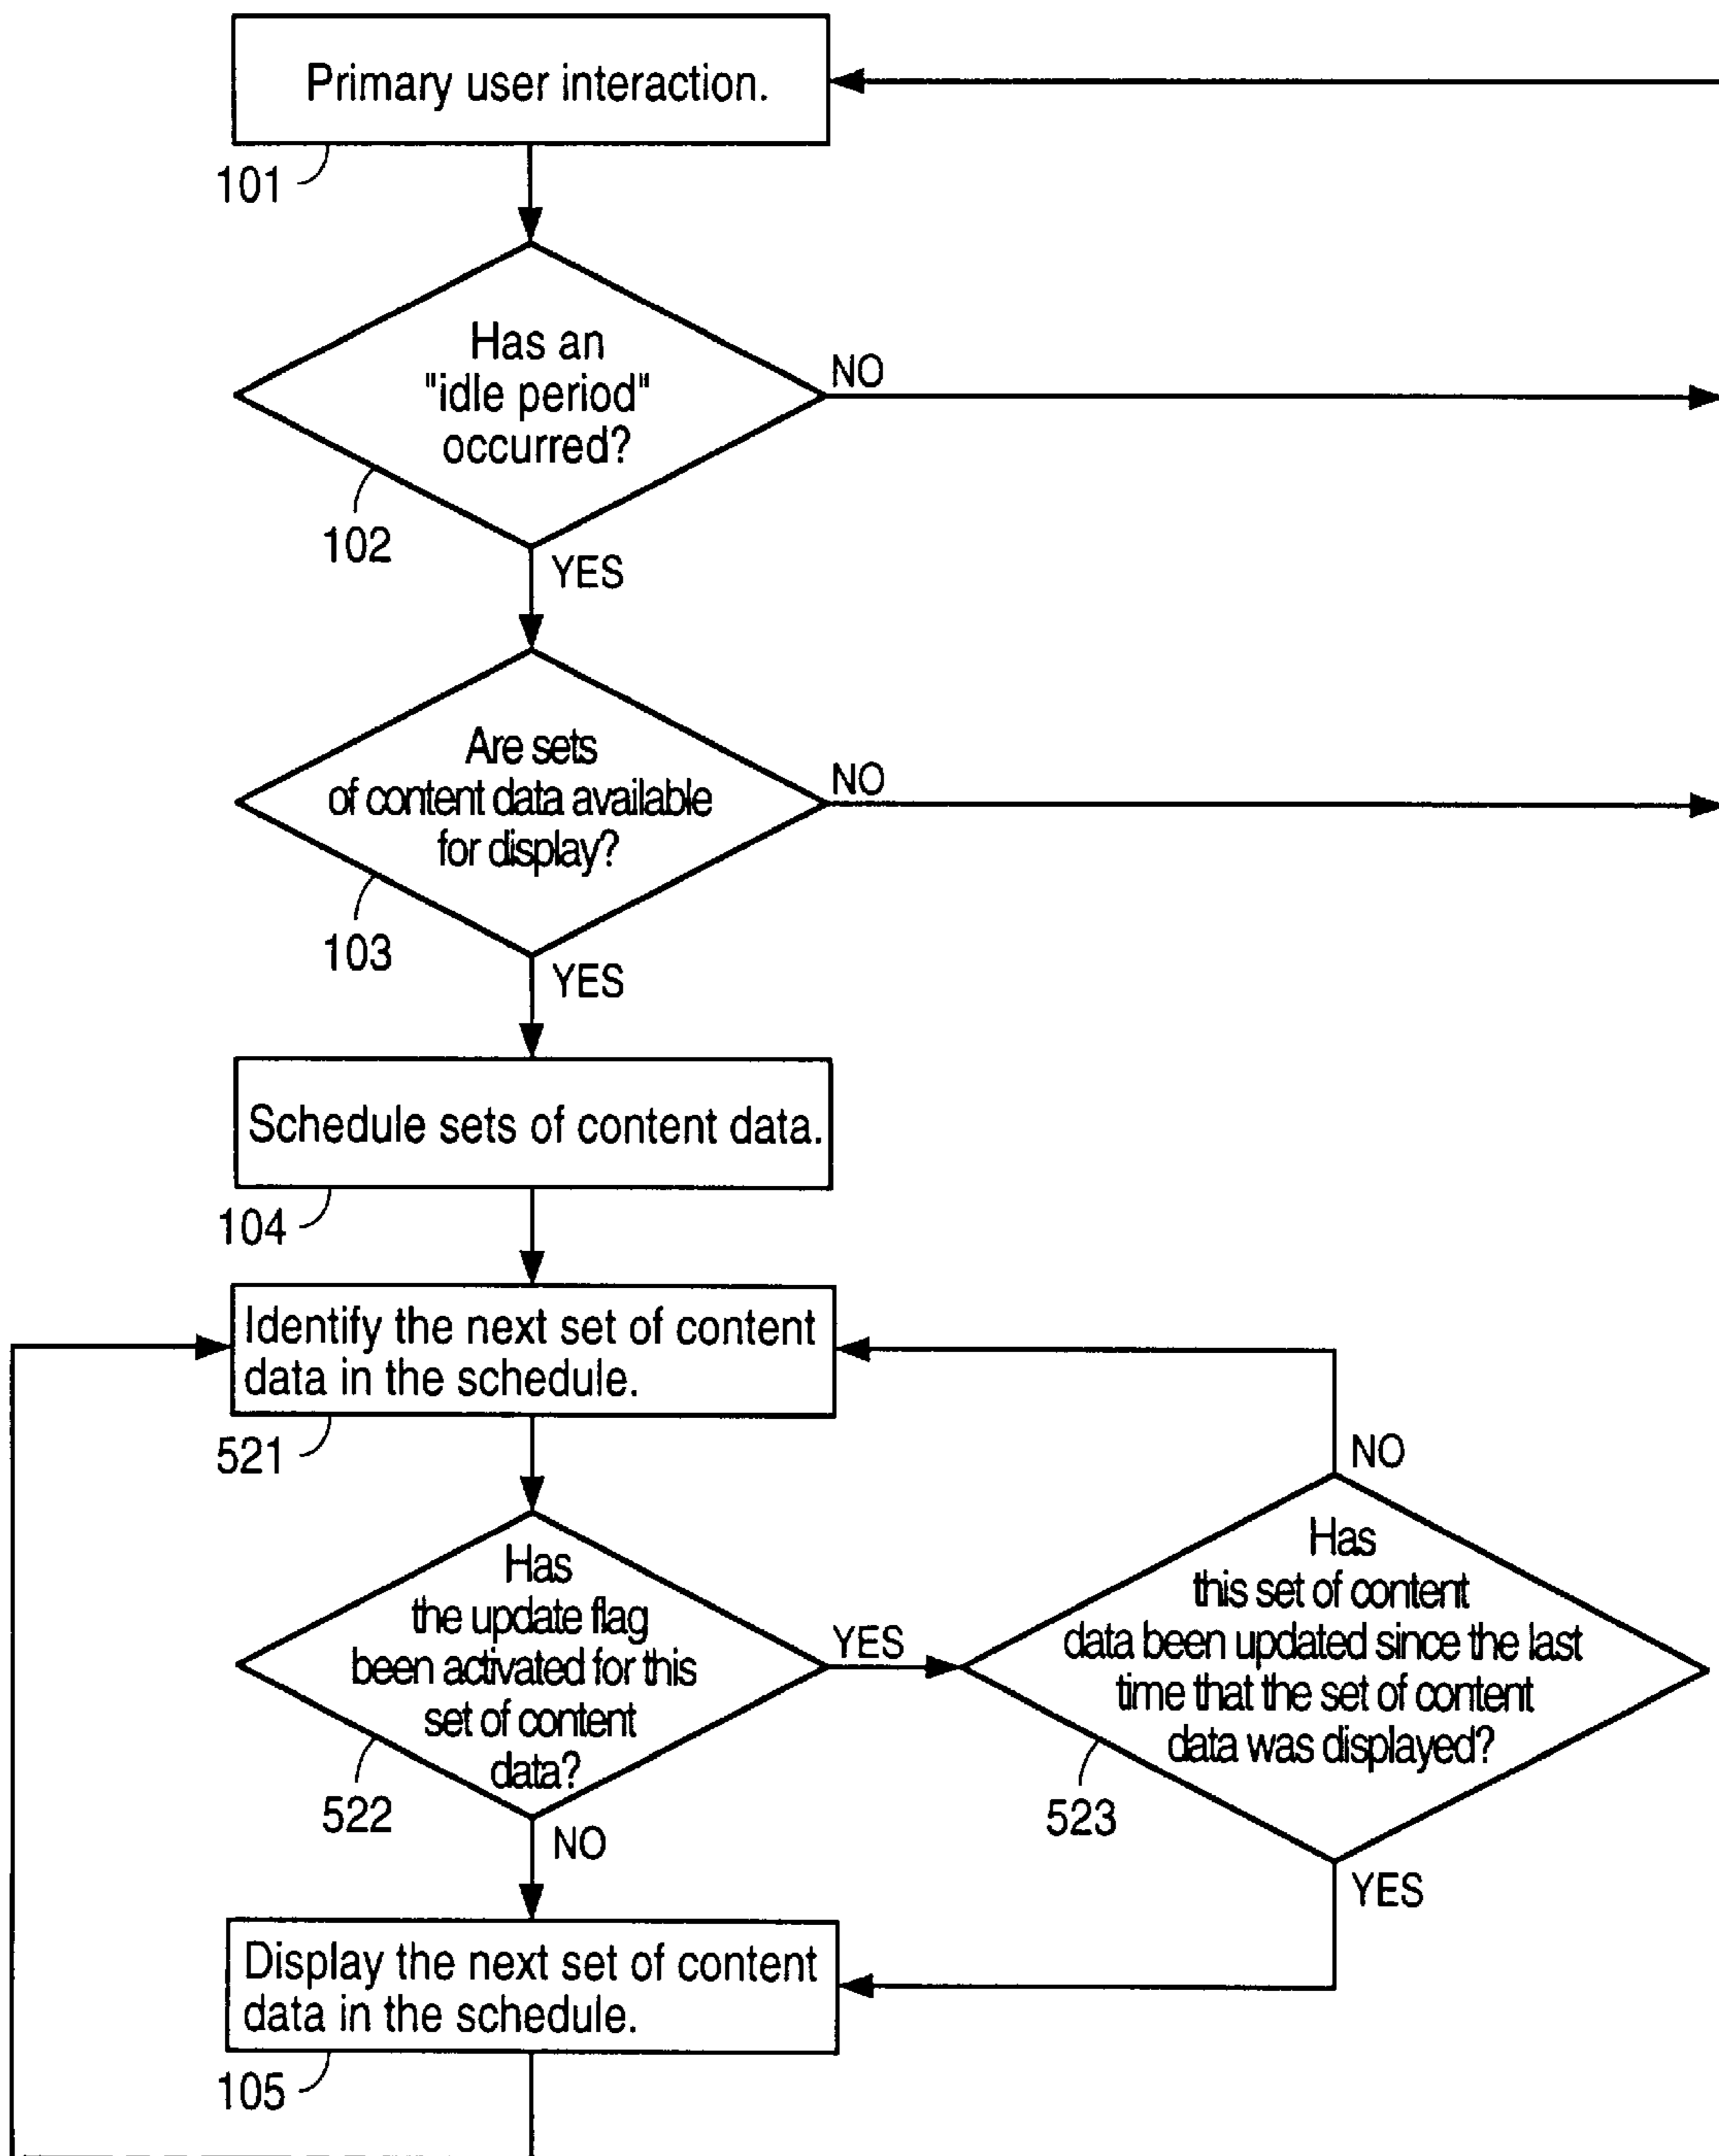 Primary user interaction.
101
Has an
"idle period"
occurred?
NO
102
YES
Are sets
of content data available
for display?
NO
103
YES
Schedule sets of content data.
104
Identify the next set of content
data in the schedule.
521
NO
Has
the update flag
been activated for this
set of content
data?
YES
522
NO
Has
this set of content
data been updated since the last
time that the set of content
data was displayed?
523
YES
Display the next set of content
data in the schedule.
105